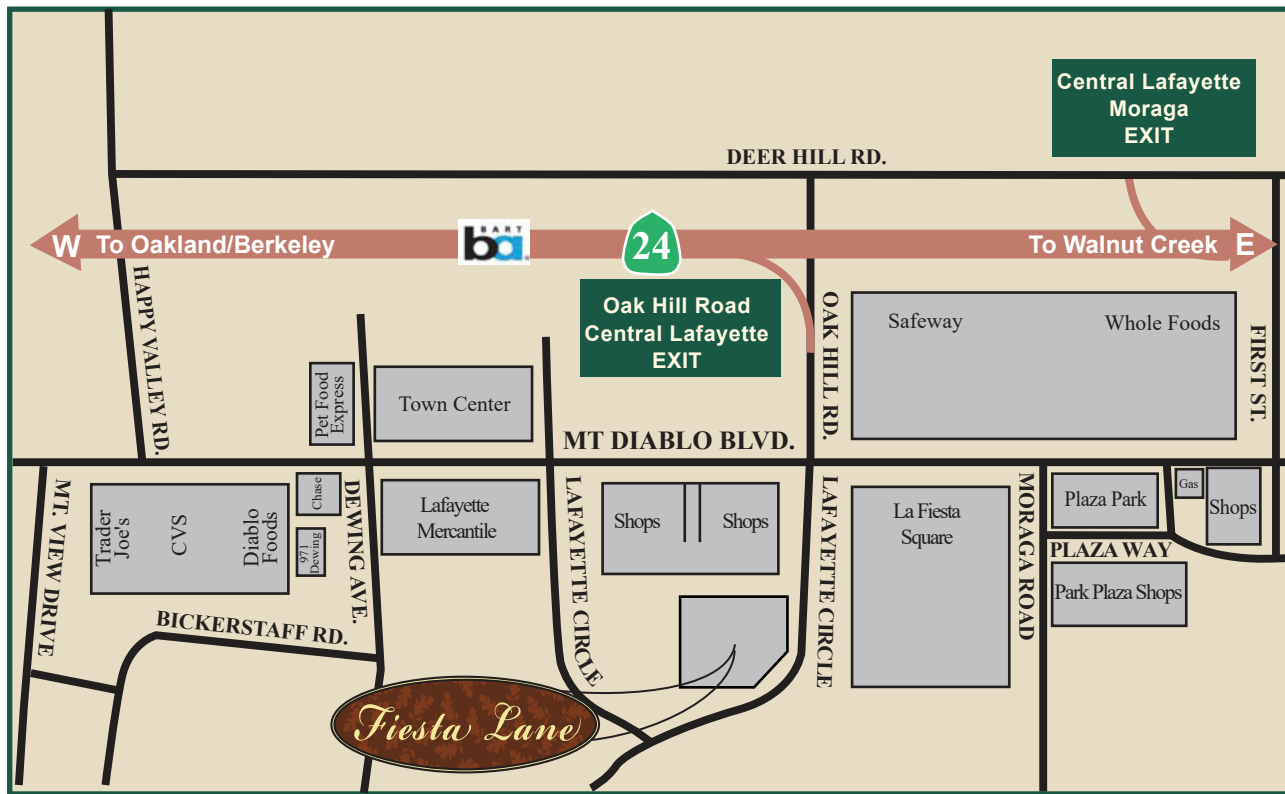 Central Lafayette
Moraga
EXIT
DEER HILL RD.
W To Oakland/Berkeley
BART
ba
24
To Walnut Creek E
HAPPY VALLEY RD.
Oak Hill Road
Central Lafayette
EXIT
OAK HILL RD.
Safeway
Whole Foods
FIRST ST.
Pet Food
Express
Town Center
MT DIABLO BLVD.
MT. VIEW DRIVE
Trader
Joe's
CVS
Diablo
Foods
Chase
971
Dewing
DEWING AVE.
Lafayette
Mercantile
LAFAYETTE CIRCLE
Shops
Shops
LAFAYETTE CIRCLE
La Fiesta
Square
MORAGA ROAD
Plaza Park
Gas
Shops
PLAZA WAY
Park Plaza Shops
BICKERSTAFF RD.
Fiesta Lane